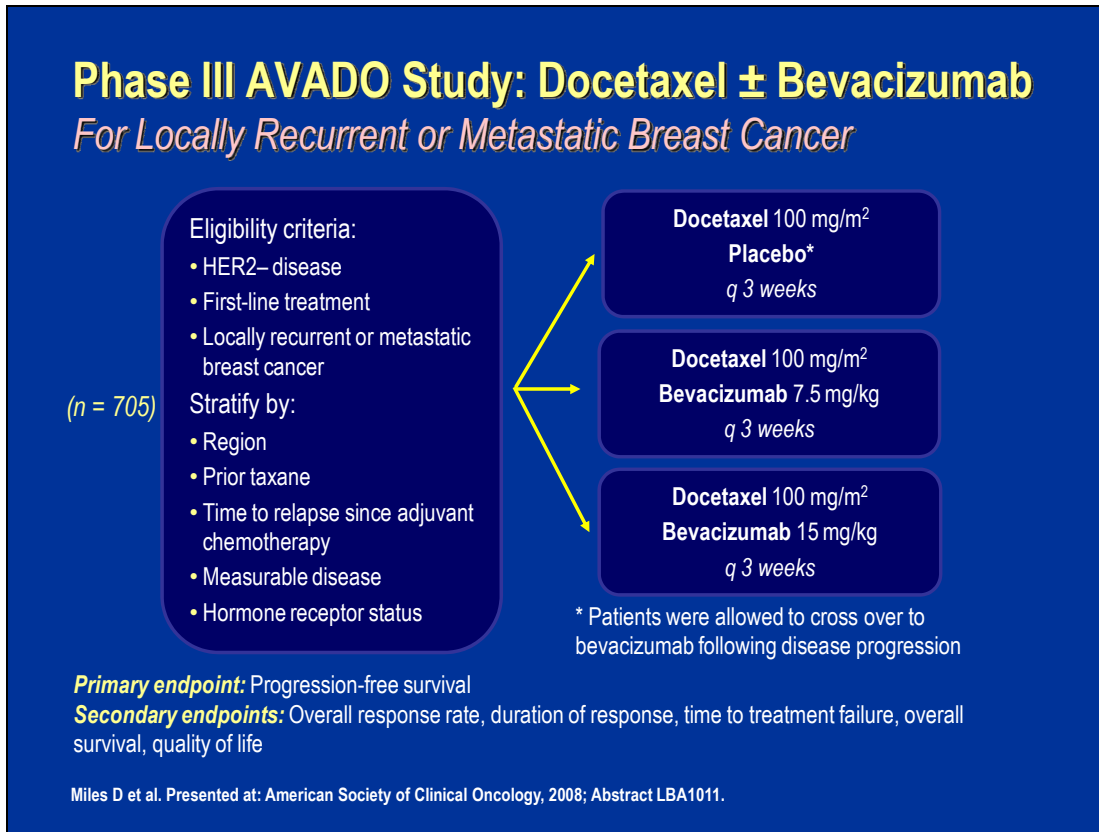 Phase III AVADO Study: Docetaxel ± Bevacizumab
For Locally Recurrent or Metastatic Breast Cancer
(n = 705)
Eligibility criteria:
• HER2– disease
• First-line treatment
• Locally recurrent or metastatic
breast cancer
Stratify by:
• Region
• Prior taxane
• Time to relapse since adjuvant
chemotherapy
• Measurable disease
• Hormone receptor status
Docetaxel 100 mg/m²
Placebo*
q 3 weeks
Docetaxel 100 mg/m²
Bevacizumab 7.5 mg/kg
q 3 weeks
Docetaxel 100 mg/m²
Bevacizumab 15 mg/kg
q 3 weeks
* Patients were allowed to cross over to
bevacizumab following disease progression
Primary endpoint: Progression-free survival
Secondary endpoints: Overall response rate, duration of response, time to treatment failure, overall
survival, quality of life
Miles D et al. Presented at: American Society of Clinical Oncology, 2008; Abstract LBA1011.